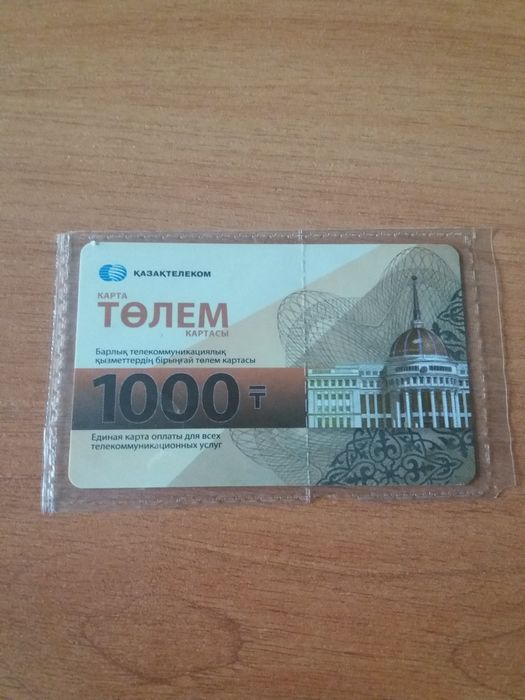 ҚАЗАҚТЕЛЕКОМ
КАРТА
ТӨЛЕМ
КАРТАСЫ
Барлық телекоммуникациялық
қызметтердің бірыңғай төлем картасы
1000 ₸
Единая карта оплаты для всех
телекоммуникационных услуг